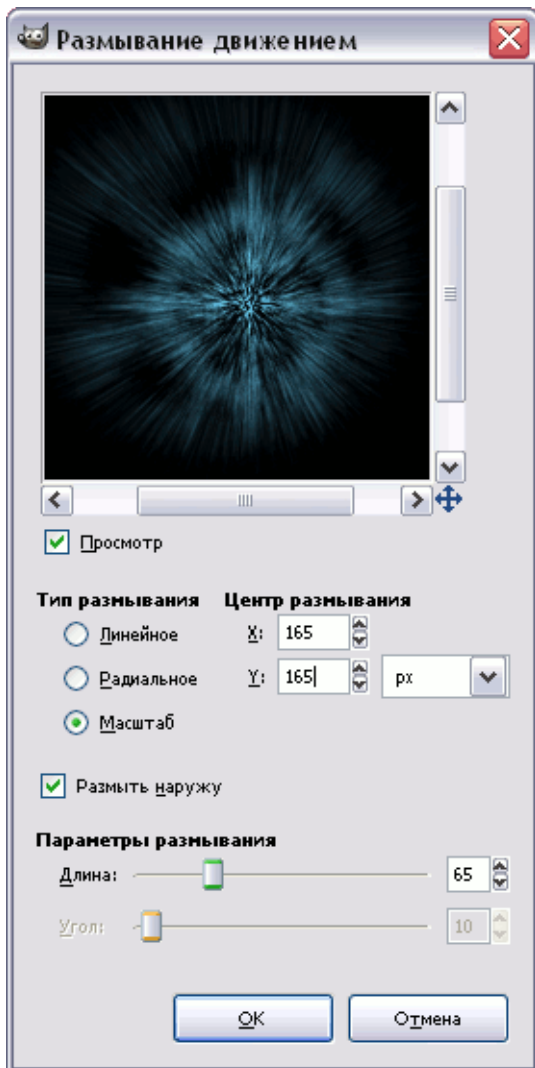 Размывание движением
Просмотр
Тип размывания Центр размывания
Линейное X: 165
Радиальное Y: 165 px
Масштаб
Размыть наружу
Параметры размывания
Длина: 65
Угол: 10
OK Отмена